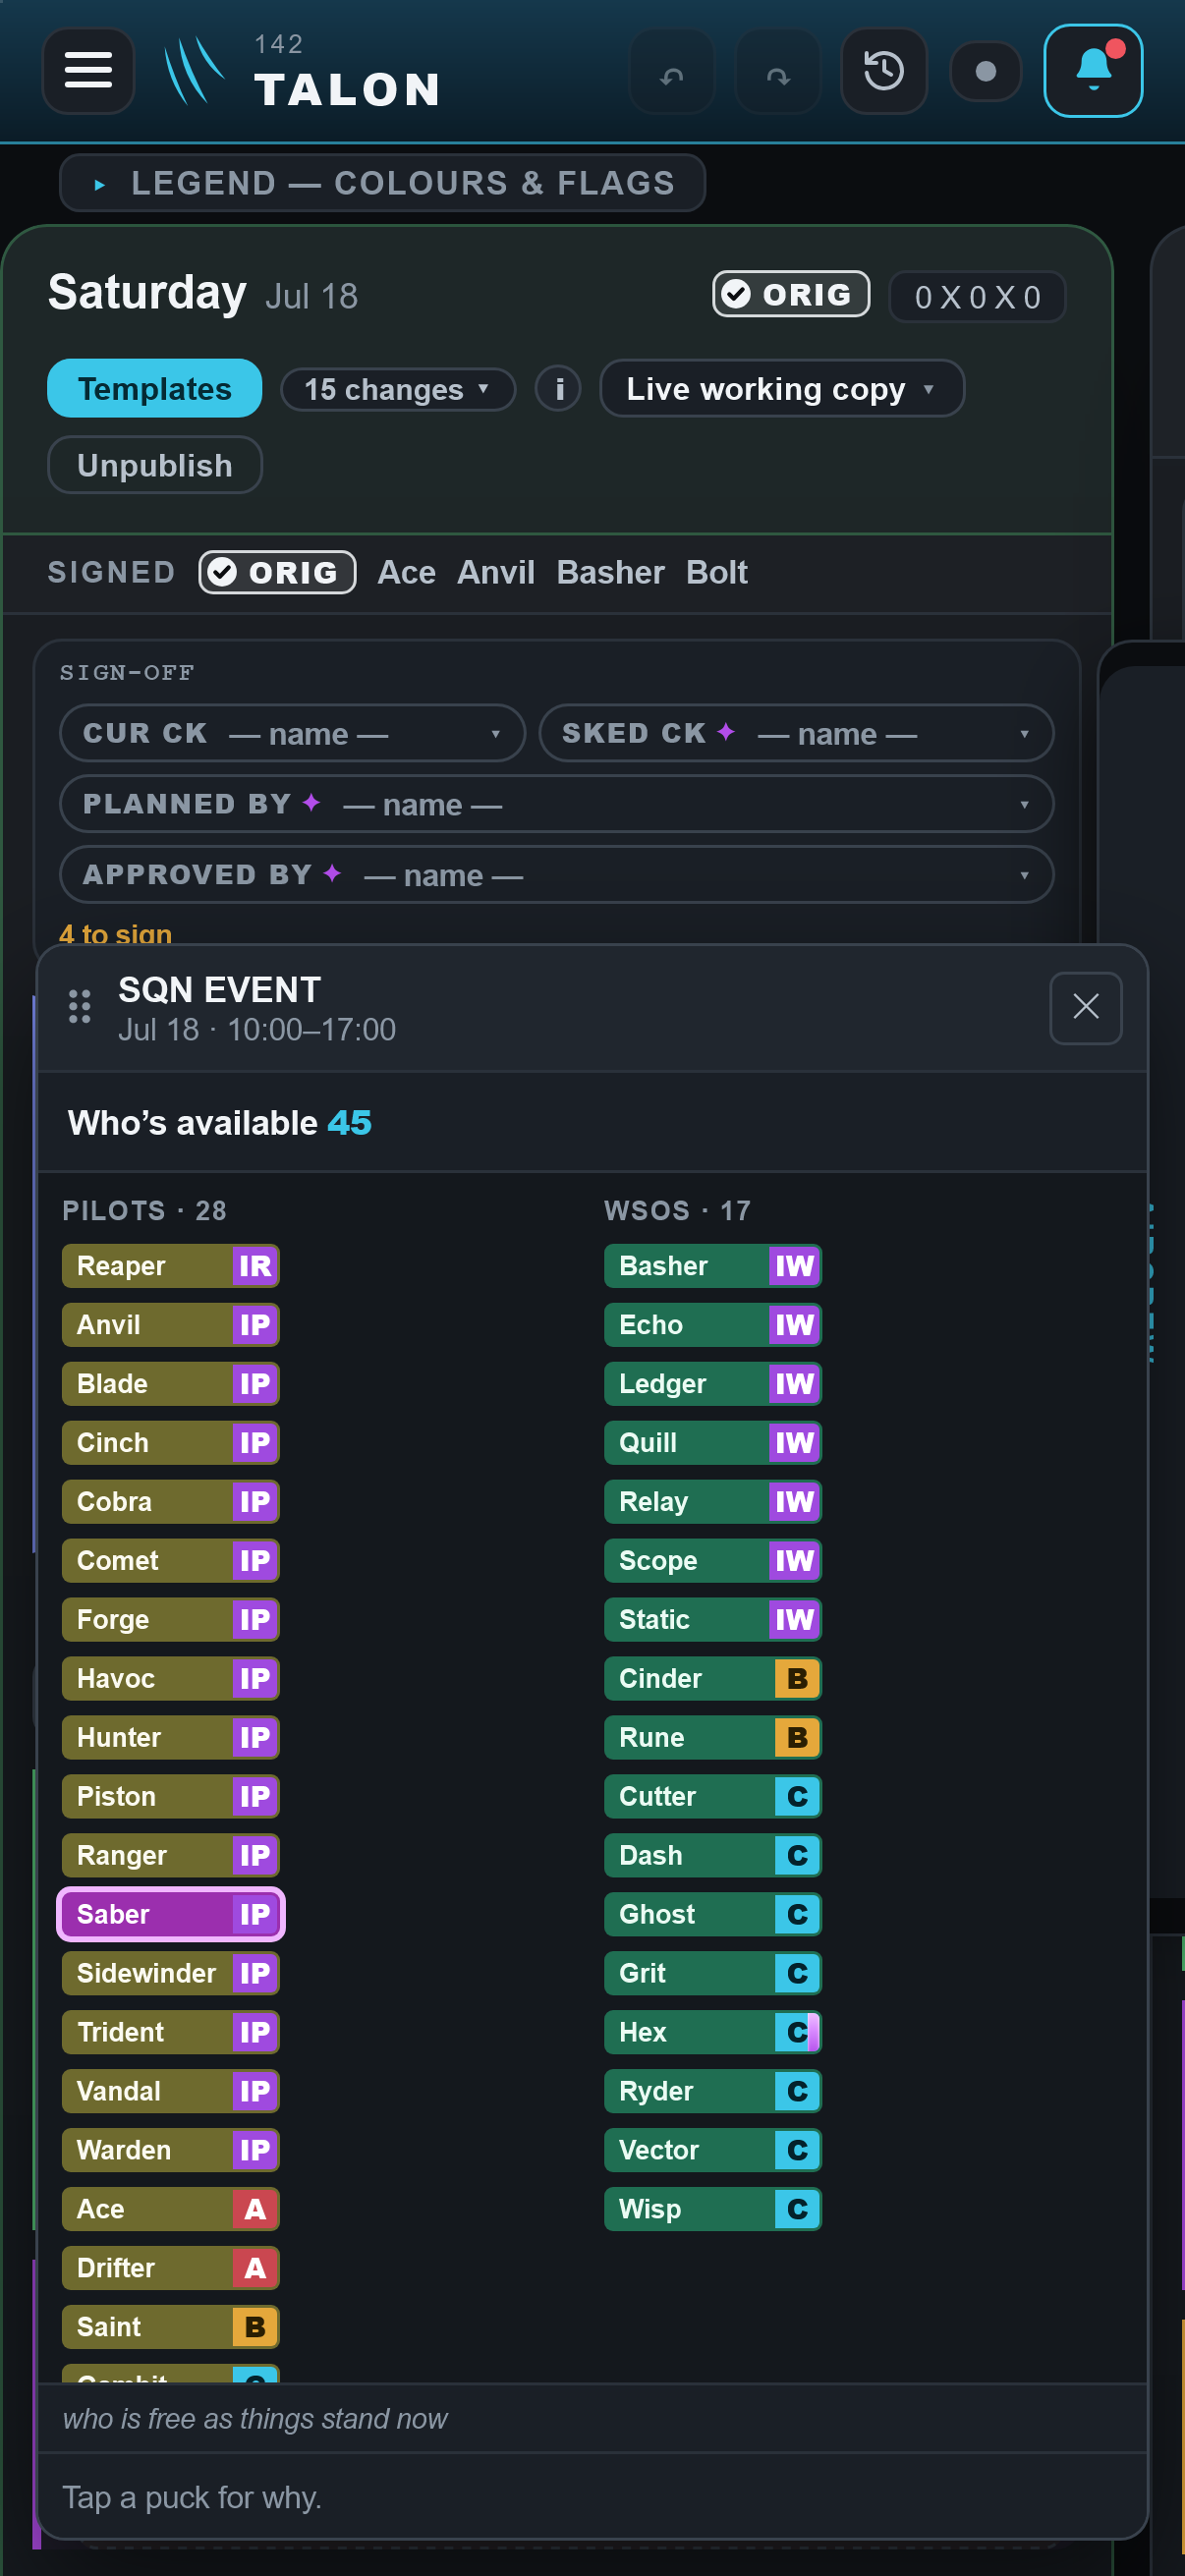 142
TALON
LEGEND — COLOURS & FLAGS
Saturday Jul 18
ORIG
0 X 0 X 0
Templates
15 changes
i
Live working copy
Unpublish
SIGNED ORIG Ace Anvil Basher Bolt
SIGN-OFF
CUR CK — name —
SKED CK — name —
PLANNED BY — name —
APPROVED BY — name —
4 to sign
SQN EVENT
Jul 18 · 10:00–17:00
Who’s available 45
PILOTS · 28
Reaper IR
Anvil IP
Blade IP
Cinch IP
Cobra IP
Comet IP
Forge IP
Havoc IP
Hunter IP
Piston IP
Ranger IP
Saber IP
Sidewinder IP
Trident IP
Vandal IP
Warden IP
Ace A
Drifter A
Saint B
WSOS · 17
Basher IW
Echo IW
Ledger IW
Quill IW
Relay IW
Scope IW
Static IW
Cinder B
Rune B
Cutter C
Dash C
Ghost C
Grit C
Hex C
Ryder C
Vector C
Wisp C
who is free as things stand now
Tap a puck for why.